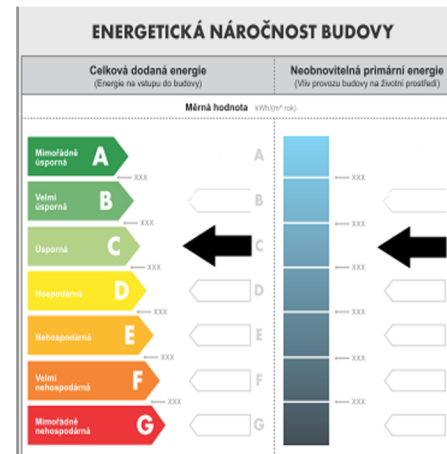 ENERGETICKÁ NÁROČNOST BUDOVY
Celková dodaná energie
(Energie na vstupu do budovy)
Neobnovitelná primární energie
(Vliv provozu budovy na životní prostředí)
Měrná hodnota kWh/(m²·rok)
Mimořádně
úsporná
A
A
XXX
XXX
Velmi
úsporná
B
B
XXX
XXX
Úsporná
C
C
XXX
XXX
Hospodárná
D
D
XXX
XXX
Nehospodárná
E
E
XXX
XXX
Velmi
nehospodárná
F
F
XXX
XXX
Mimořádně
nehospodárná
G
G